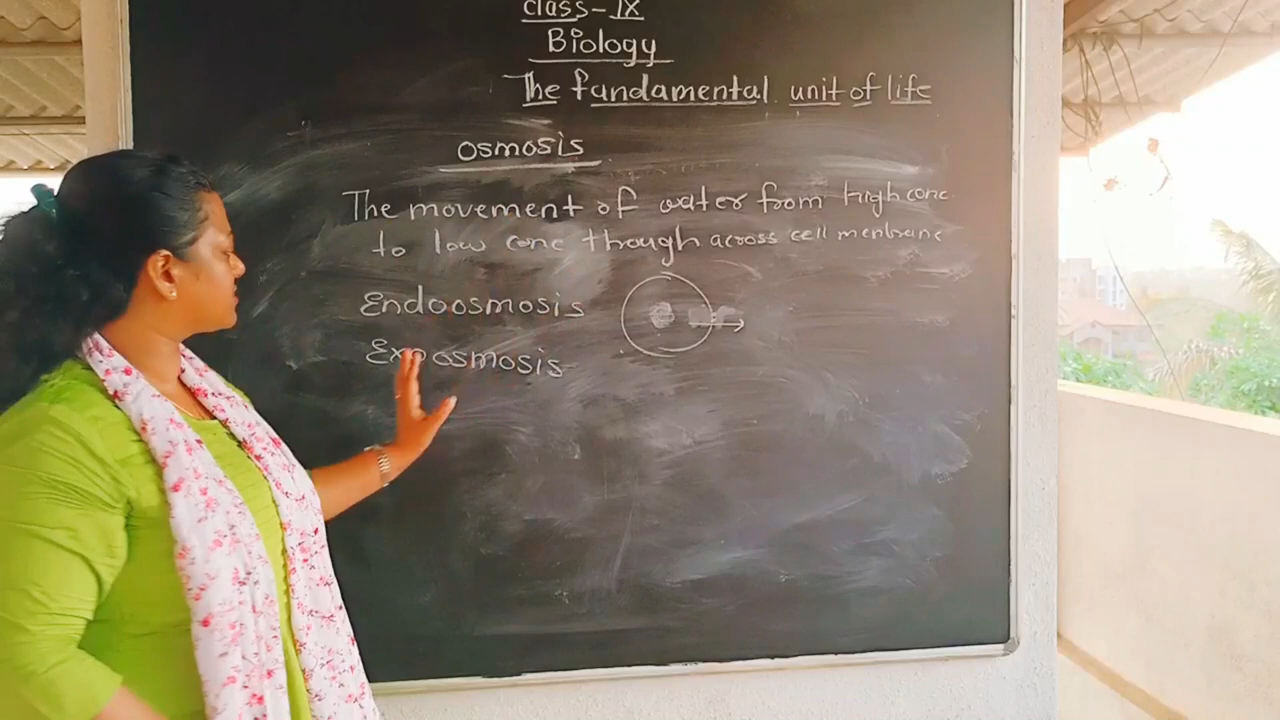 class-IX
Biology
The fundamental unit of life
osmosis
The movement of water from high conc
to low conc though across cell membrane
Endoosmosis
Exoosmosis